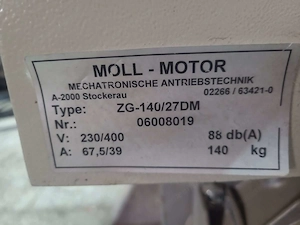 MOLL - MOTOR
MECHATRONISCHE ANTRIEBSTECHNIK
A-2000 Stockerau 02266 / 63421-0
Type: ZG-140/27DM
Nr.: 06008019
V: 230/400 88 db(A)
A: 67,5/39 140 kg